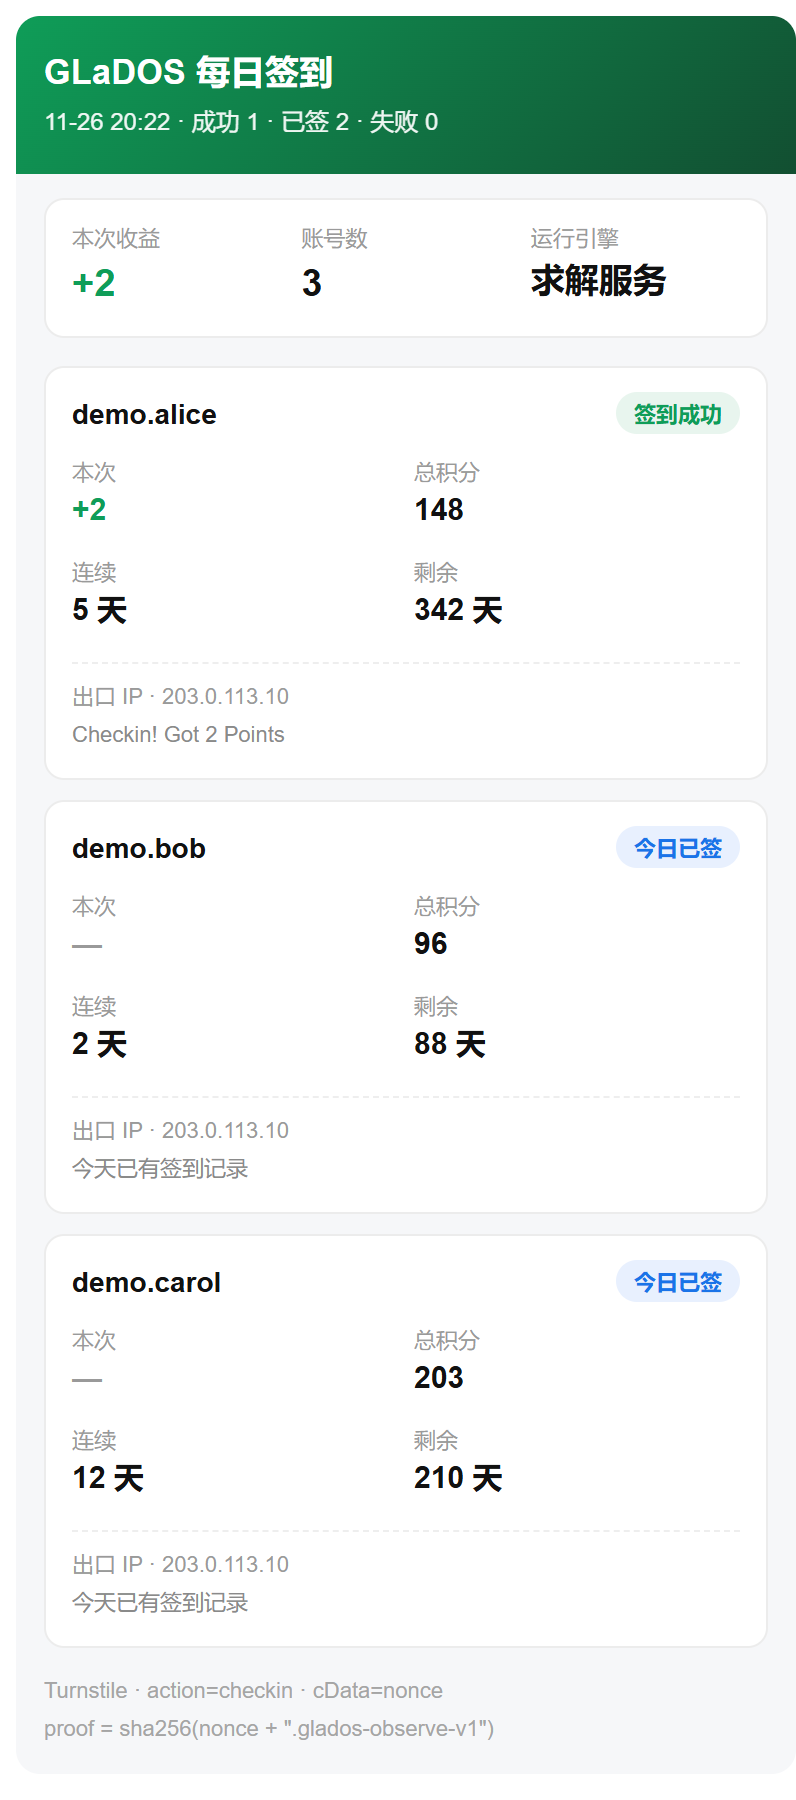 GLaDOS 每日签到
11-26 20:22 · 成功 1 · 已签 2 · 失败 0
本次收益 账号数 运行引擎
+2 3 求解服务
demo.alice 签到成功
本次 总积分
+2 148
连续 剩余
5 天 342 天
出口 IP · 203.0.113.10
Checkin! Got 2 Points
demo.bob 今日已签
本次 总积分
— 96
连续 剩余
2 天 88 天
出口 IP · 203.0.113.10
今天已有签到记录
demo.carol 今日已签
本次 总积分
— 203
连续 剩余
12 天 210 天
出口 IP · 203.0.113.10
今天已有签到记录
Turnstile · action=checkin · cData=nonce
proof = sha256(nonce + ".glados-observe-v1")